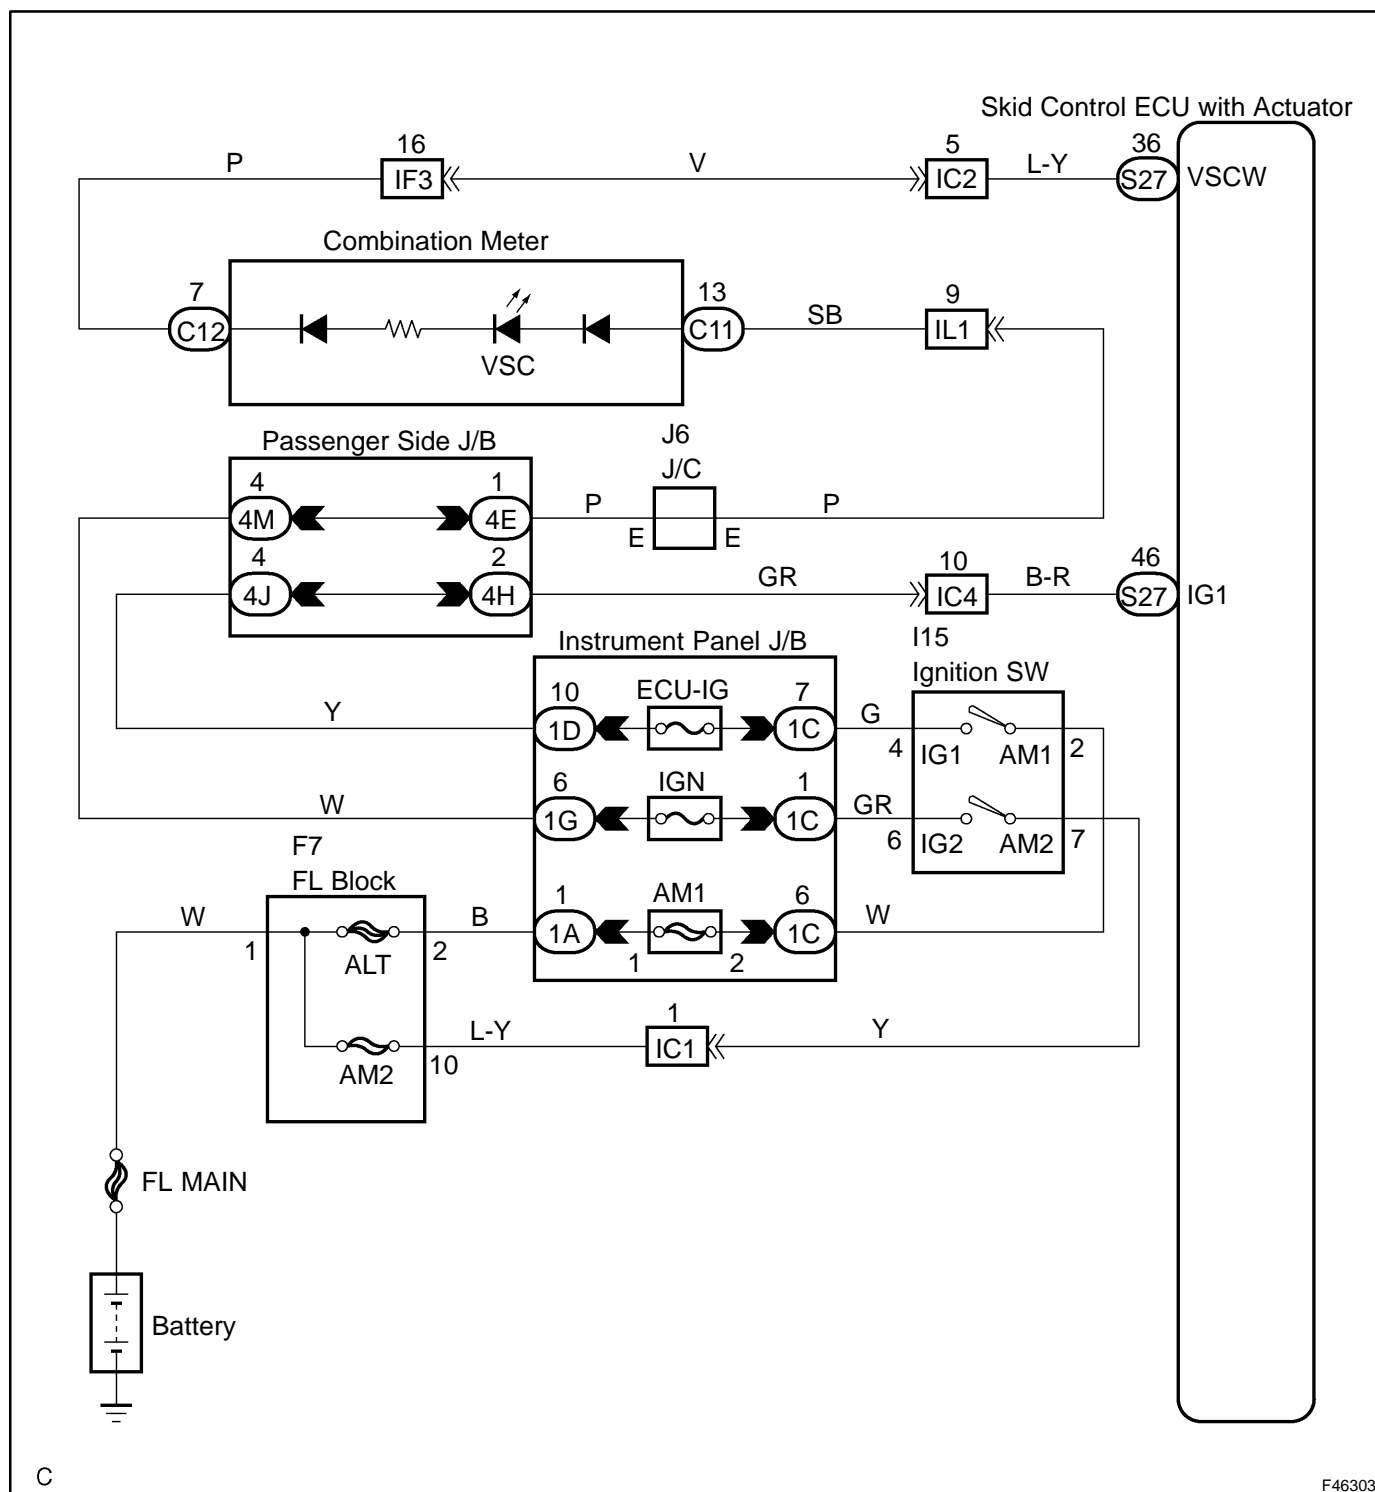 Skid Control ECU with Actuator
16
5
36
P
V
L-Y
IF3
IC2
S27
VSCW
Combination Meter
7
13
9
SB
C12
C11
IL1
VSC
Passenger Side J/B
J6
J/C
4
1
P
P
4M
4E
E
E
4
2
10
46
GR
B-R
4J
4H
IC4
S27
IG1
Instrument Panel J/B
I15
Ignition SW
10
ECU-IG
7
Y
G
1D
1C
4
IG1
AM1
2
6
IGN
1
W
GR
1G
1C
6
IG2
AM2
7
F7
FL Block
1
AM1
6
W
B
W
1A
1C
1
2
1
2
ALT
1
L-Y
Y
IC1
10
AM2
FL MAIN
Battery
C
F46303